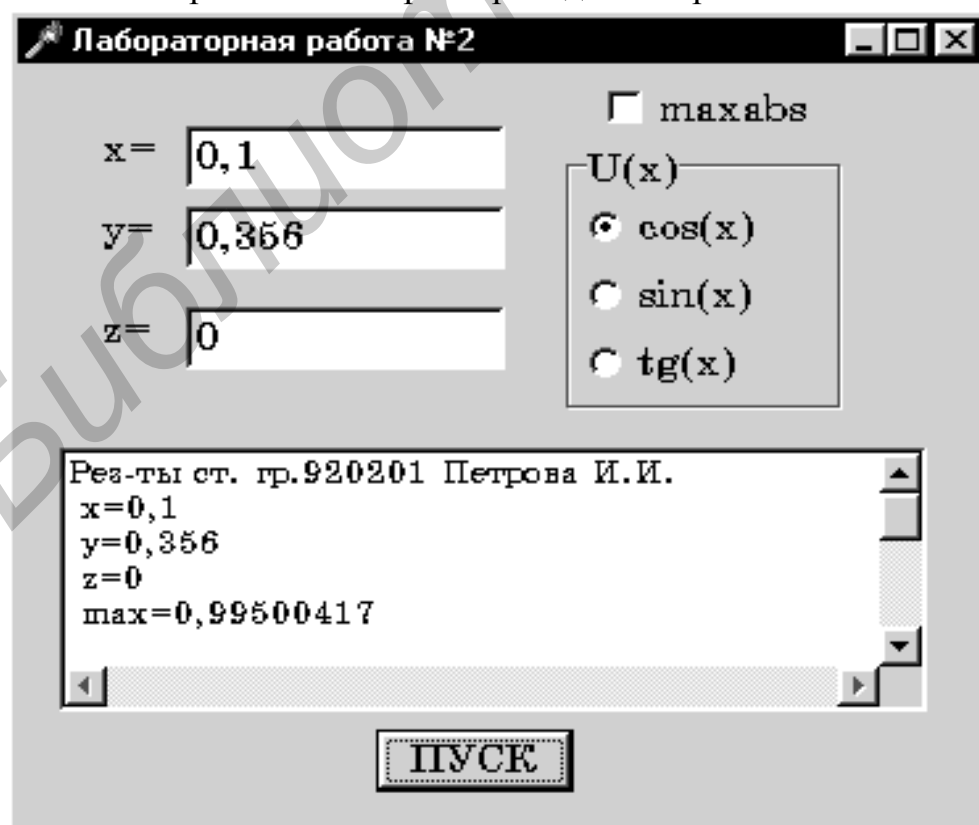 Лабораторная работа №2
maxabs
x= 0,1
U(x)
y= 0,356
cos(x)
sin(x)
z= 0
tg(x)
Рез-ты ст. гр.920201 Петрова И.И.
x=0,1
y=0,356
z=0
max=0,99500417
ПУСК